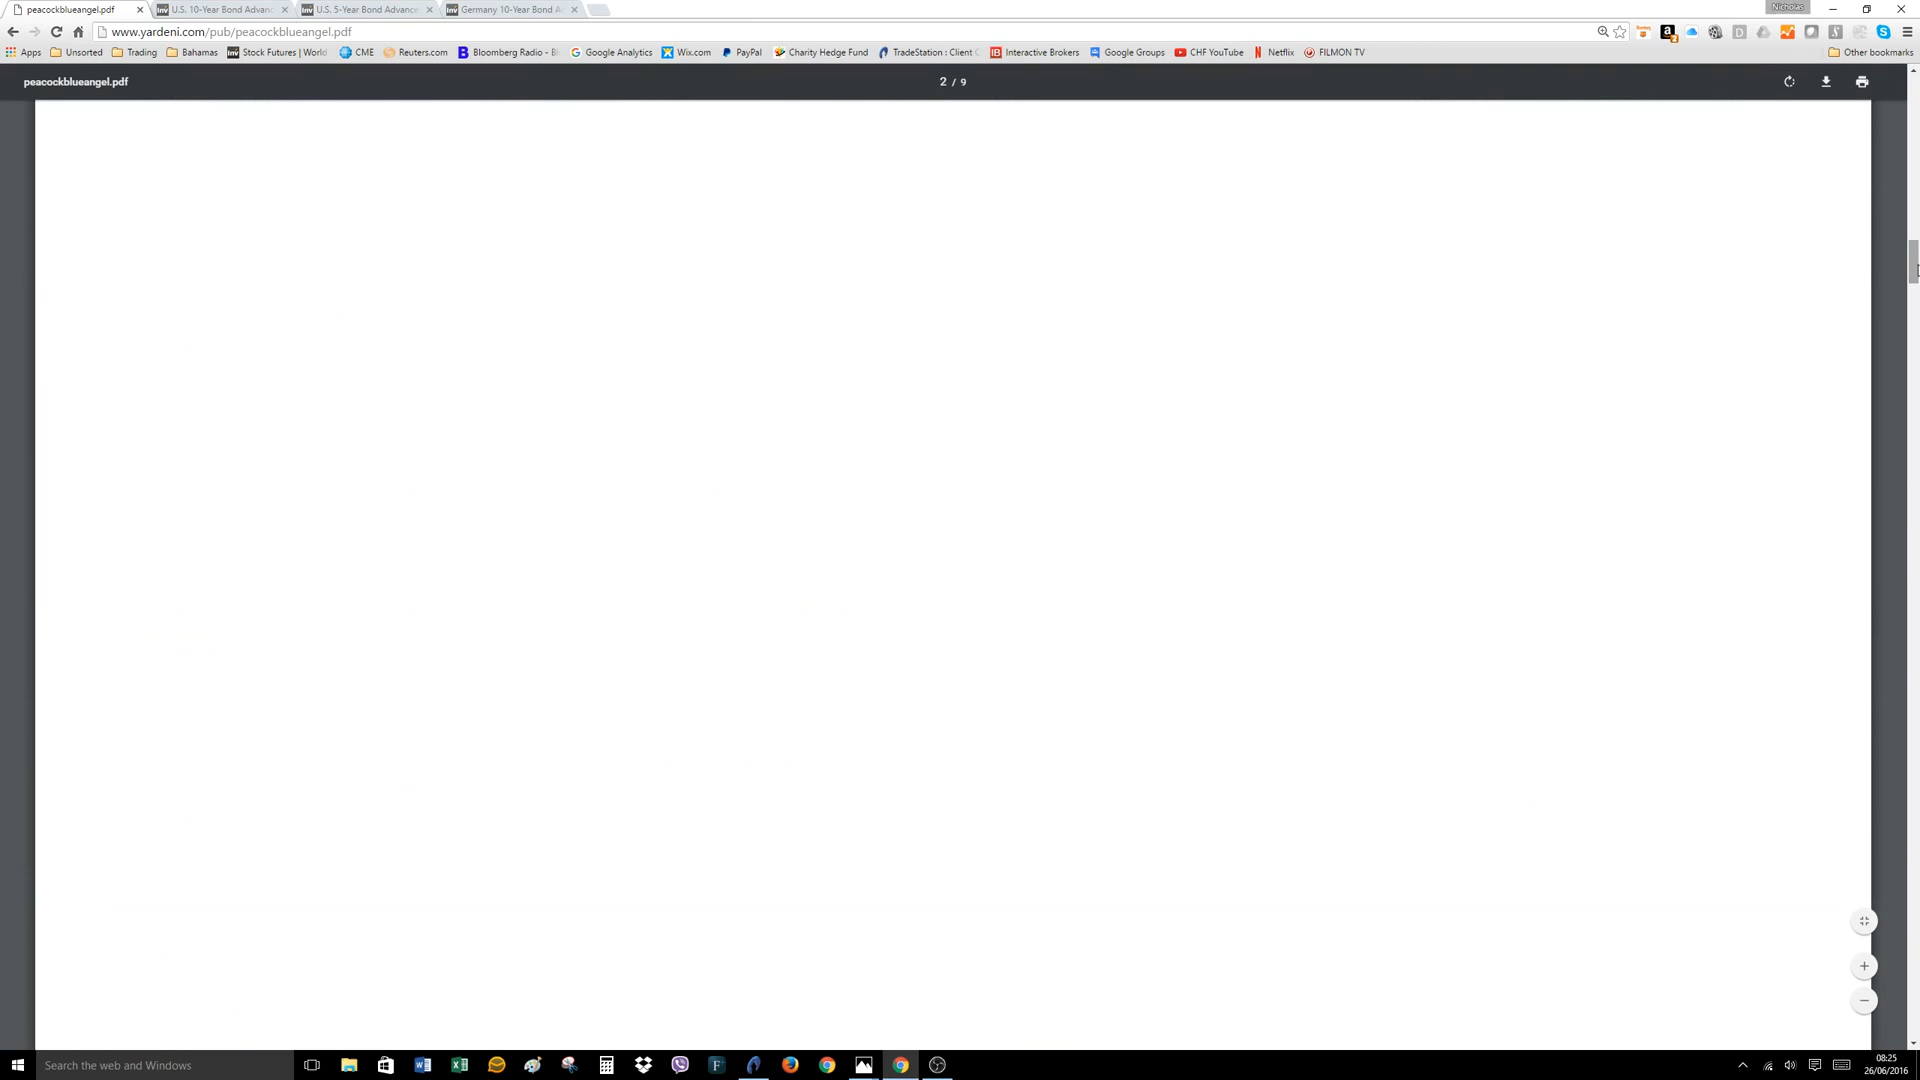 peacockblueangel.pdf
U.S. 10-Year Bond Advanc
U.S. 5-Year Bond Advance
Germany 10-Year Bond A
Nicholas
www.yardeni.com/pub/peacockblueangel.pdf
Apps Unsorted Trading Bahamas Stock Futures | World CME Reuters.com Bloomberg Radio - B Google Analytics Wix.com PayPal Charity Hedge Fund TradeStation : Client Interactive Brokers Google Groups CHF YouTube Netflix FILMON TV Other bookmarks
peacockblueangel.pdf 2 / 9
Search the web and Windows
08:25
26/06/2016